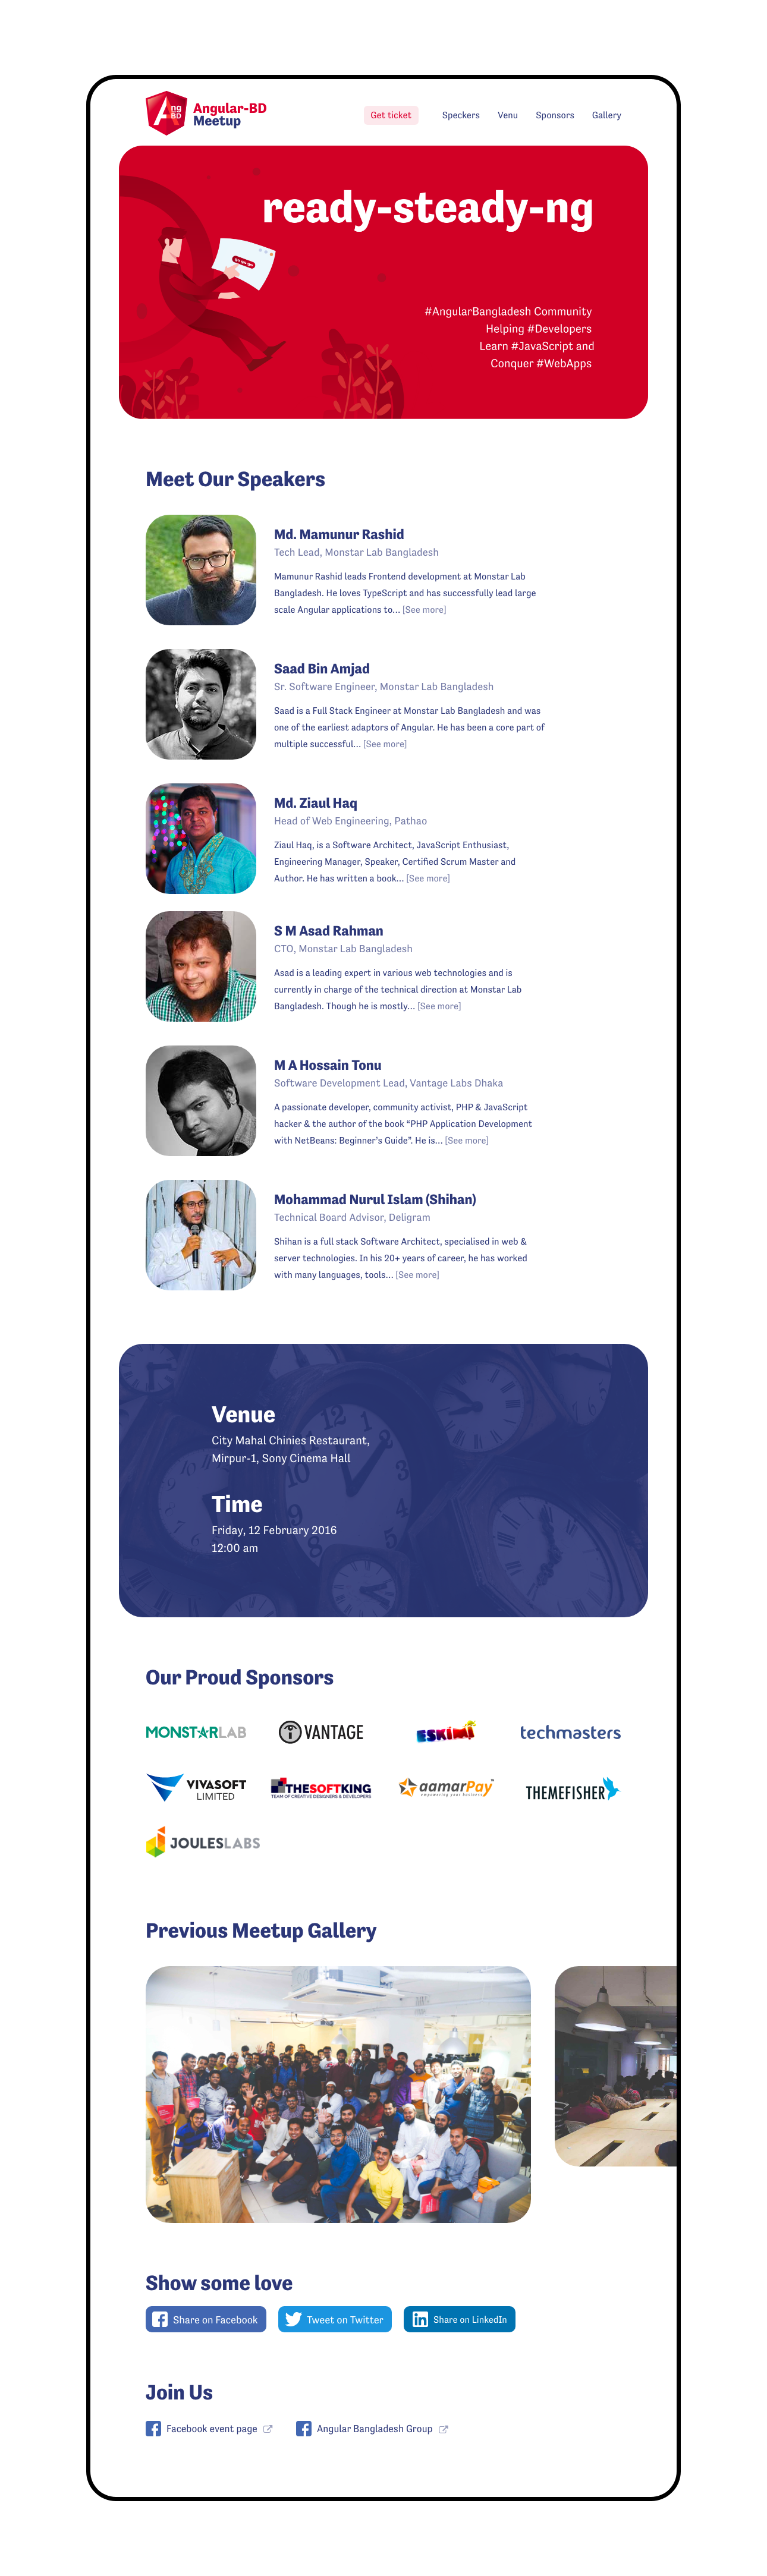 Ang
BD
Angular-BD
Meetup
Get ticket
Speckers
Venu
Sponsors
Gallery
ready-steady-ng
#AngularBangladesh Community
Helping #Developers
Learn #JavaScript and
Conquer #WebApps
Meet Our Speakers
Md. Mamunur Rashid
Tech Lead, Monstar Lab Bangladesh
Mamunur Rashid leads Frontend development at Monstar Lab
Bangladesh. He loves TypeScript and has successfully lead large
scale Angular applications to... [See more]
Saad Bin Amjad
Sr. Software Engineer, Monstar Lab Bangladesh
Saad is a Full Stack Engineer at Monstar Lab Bangladesh and was
one of the earliest adaptors of Angular. He has been a core part of
multiple successful... [See more]
Md. Ziaul Haq
Head of Web Engineering, Pathao
Ziaul Haq, is a Software Architect, JavaScript Enthusiast,
Engineering Manager, Speaker, Certified Scrum Master and
Author. He has written a book... [See more]
S M Asad Rahman
CTO, Monstar Lab Bangladesh
Asad is a leading expert in various web technologies and is
currently in charge of the technical direction at Monstar Lab
Bangladesh. Though he is mostly... [See more]
M A Hossain Tonu
Software Development Lead, Vantage Labs Dhaka
A passionate developer, community activist, PHP & JavaScript
hacker & the author of the book “PHP Application Development
with NetBeans: Beginner's Guide". He is... [See more]
Mohammad Nurul Islam (Shihan)
Technical Board Advisor, Deligram
Shihan is a full stack Software Architect, specialised in web &
server technologies. In his 20+ years of career, he has worked
with many languages, tools... [See more]
Venue
City Mahal Chinies Restaurant,
Mirpur-1, Sony Cinema Hall
Time
Friday, 12 February 2016
12:00 am
Our Proud Sponsors
MONSTARLAB
VANTAGE
ESKIMI
techmasters
VIVASOFT
LIMITED
THESOFTKING
TEAM OF CREATIVE DESIGNERS & DEVELOPERS
aamarPay
empowering your business
THEMEFISHER
JOULESLABS
Previous Meetup Gallery
Show some love
Share on Facebook
Tweet on Twitter
Share on LinkedIn
Join Us
Facebook event page
Angular Bangladesh Group